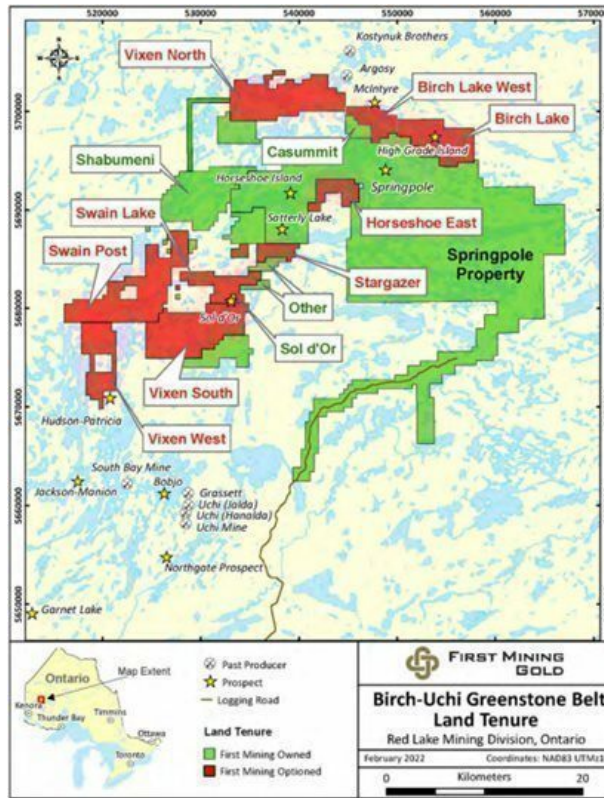 520000
540000
550000
560000
570000
Kostynuk Brothers
Vixen North
Argosy
McIntyre
Birch Lake West
5700000
Birch Lake
Casummit
High Grade Island
Shabumeni
Horseshoe Island
Springpole
5690000
Swain Lake
Satterly Lake
Horseshoe East
Swain Post
Stargazer
Springpole
Property
Other
5680000
Sol d'Or
Sol d'Or
Vixen South
5670000
Hudson-Patricia
Vixen West
South Bay Mine
Jackson-Manion
Bobjo
Grassett
Uchi (Jalda)
5660000
Uchi (Hanalda)
Uchi Mine
Northgate Prospect
5650000
Garnet Lake
Ontario
Map Extent
Kenora
Thunder Bay
Timmins
Ottawa
Toronto
Past Producer
Prospect
Logging Road
Land Tenure
First Mining Owned
First Mining Optioned
FIRST MINING
GOLD
Birch-Uchi Greenstone Belt
Land Tenure
Red Lake Mining Division, Ontario
February 2022
Coordinates: NAD83 UTMz1
Kilometers
0
10
20